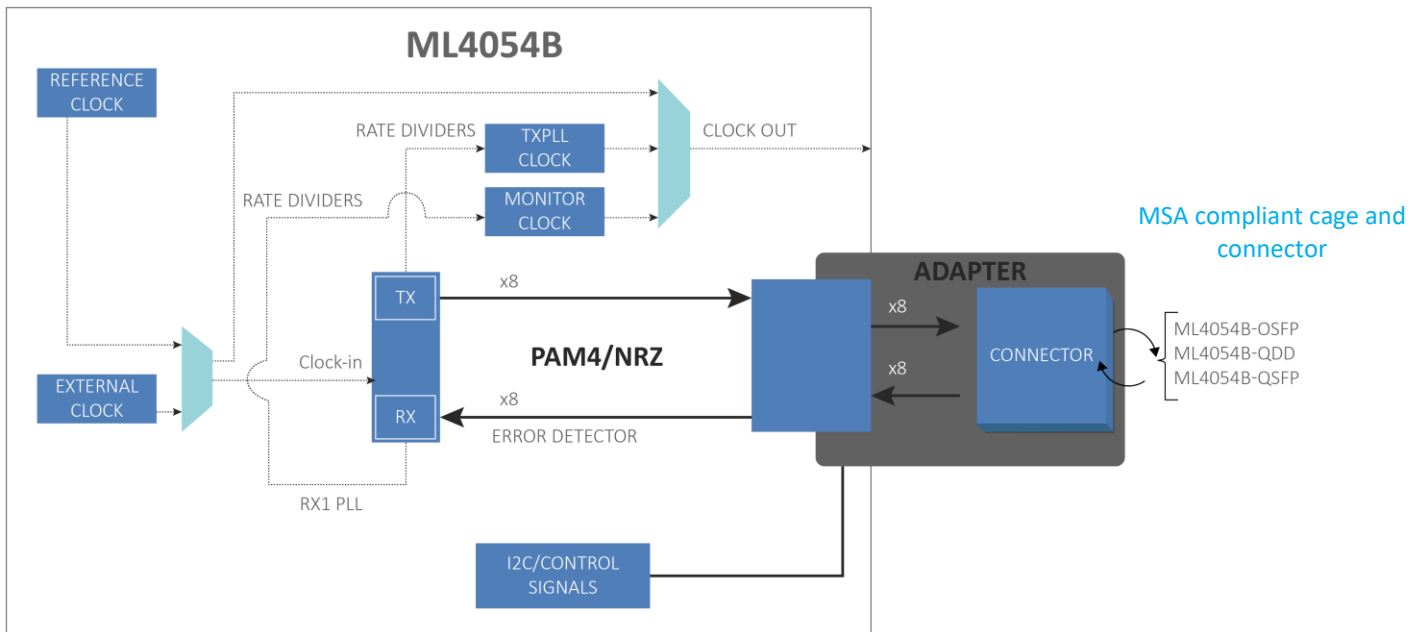 ML4054B
REFERENCE
CLOCK
RATE DIVIDERS
TXPLL
CLOCK
CLOCK OUT
RATE DIVIDERS
MONITOR
CLOCK
MSA compliant cage and
connector
ADAPTER
TX
x8
x8
PAM4/NRZ
CONNECTOR
ML4054B-OSFP
ML4054B-QDD
ML4054B-QSFP
Clock-in
x8
EXTERNAL
CLOCK
RX
x8
ERROR DETECTOR
RX1 PLL
I2C/CONTROL
SIGNALS